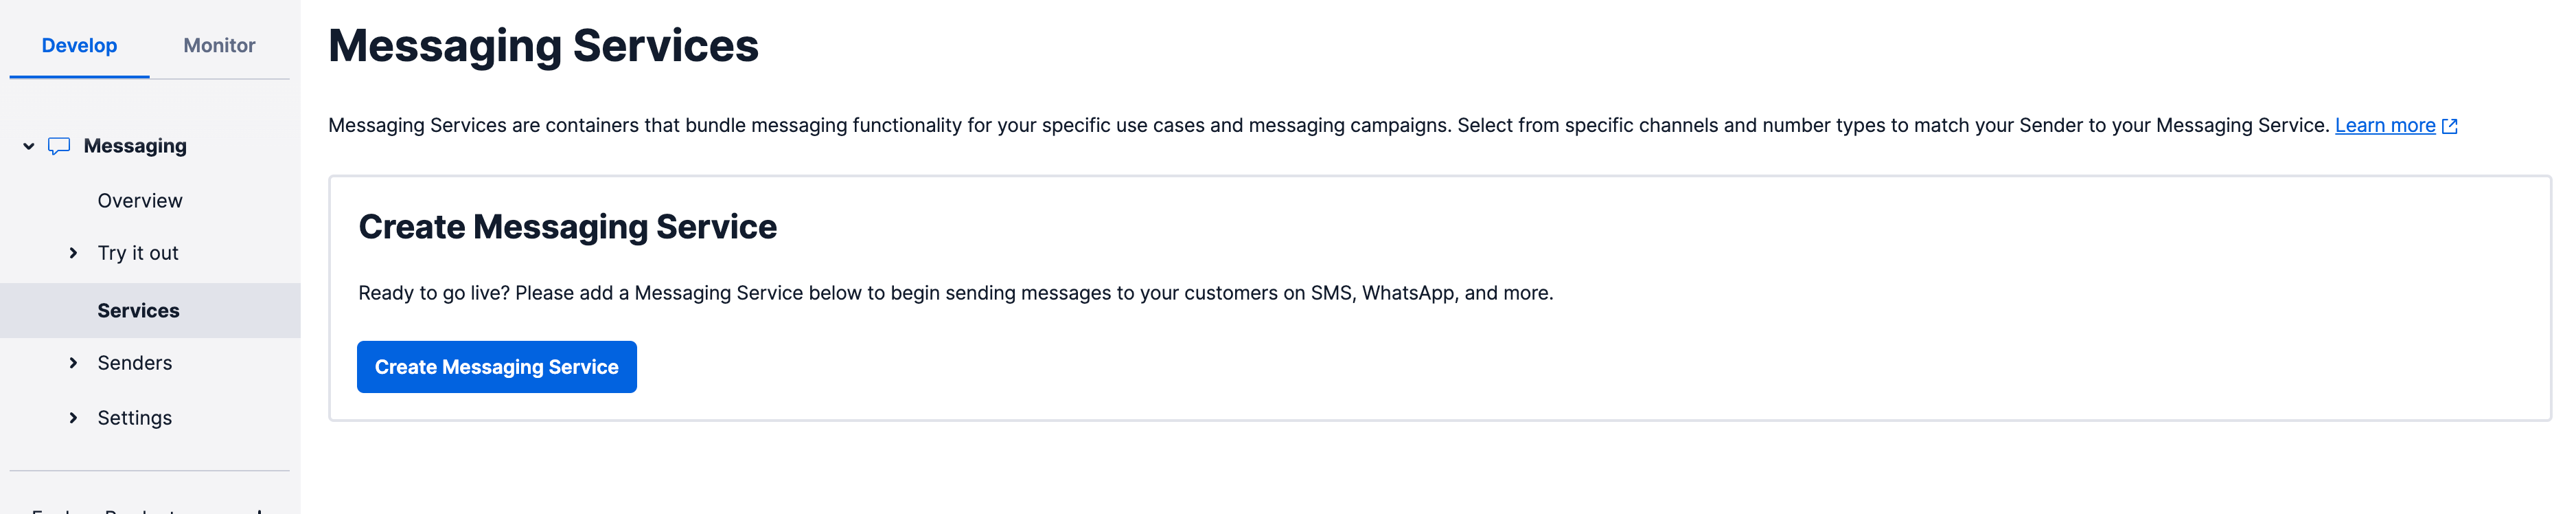 Develop
Monitor
Messaging
Overview
Try it out
Services
Senders
Settings
Messaging Services
Messaging Services are containers that bundle messaging functionality for your specific use cases and messaging campaigns. Select from specific channels and number types to match your Sender to your Messaging Service. Learn more
Create Messaging Service
Ready to go live? Please add a Messaging Service below to begin sending messages to your customers on SMS, WhatsApp, and more.
Create Messaging Service